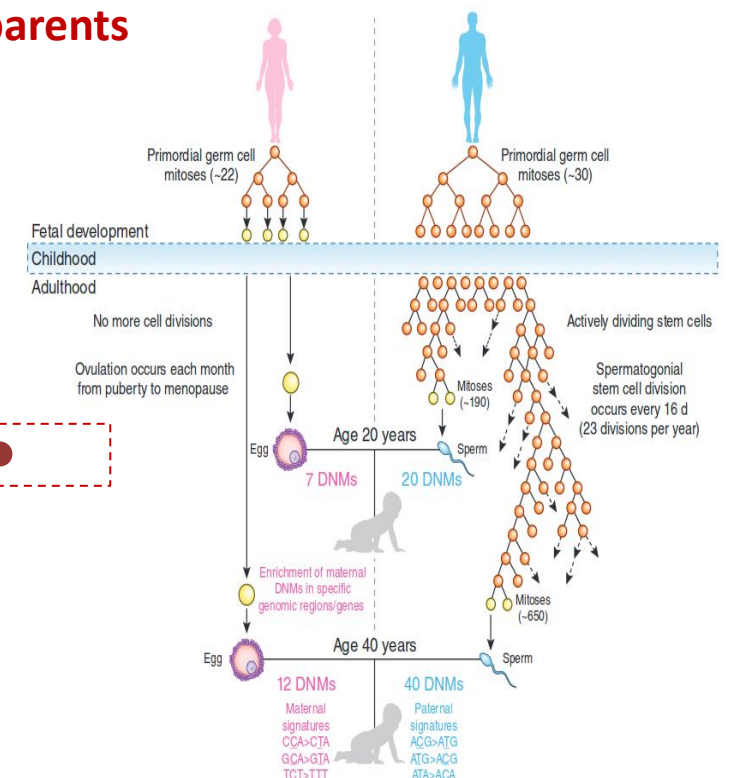 parents
Primordial germ cell
mitoses (~22)
Primordial germ cell
mitoses (~30)
Fetal development
Childhood
Adulthood
No more cell divisions
Actively dividing stem cells
Ovulation occurs each month
from puberty to menopause
Spermatogonial
stem cell division
occurs every 16 d
(23 divisions per year)
Mitoses
(~190)
Age 20 years
Egg
Sperm
7 DNMs
20 DNMs
Enrichment of maternal
DNMs in specific
genomic regions/genes
Mitoses
(~650)
Age 40 years
Egg
Sperm
12 DNMs
40 DNMs
Maternal
signatures
CCA>CTA
GCA>GTA
TCT>TTT
Paternal
signatures
ACG>ATG
ATG>ACG
ATA>ACA